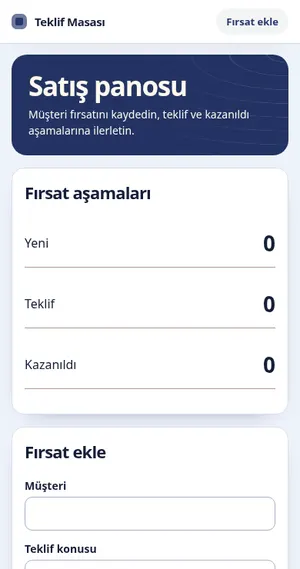 Teklif Masası
Fırsat ekle
Satış panosu
Müşteri fırsatını kaydedin, teklif ve kazanıldı
aşamalarına ilerletin.
Fırsat aşamaları
Yeni 0
Teklif 0
Kazanıldı 0
Fırsat ekle
Müşteri
Teklif konusu